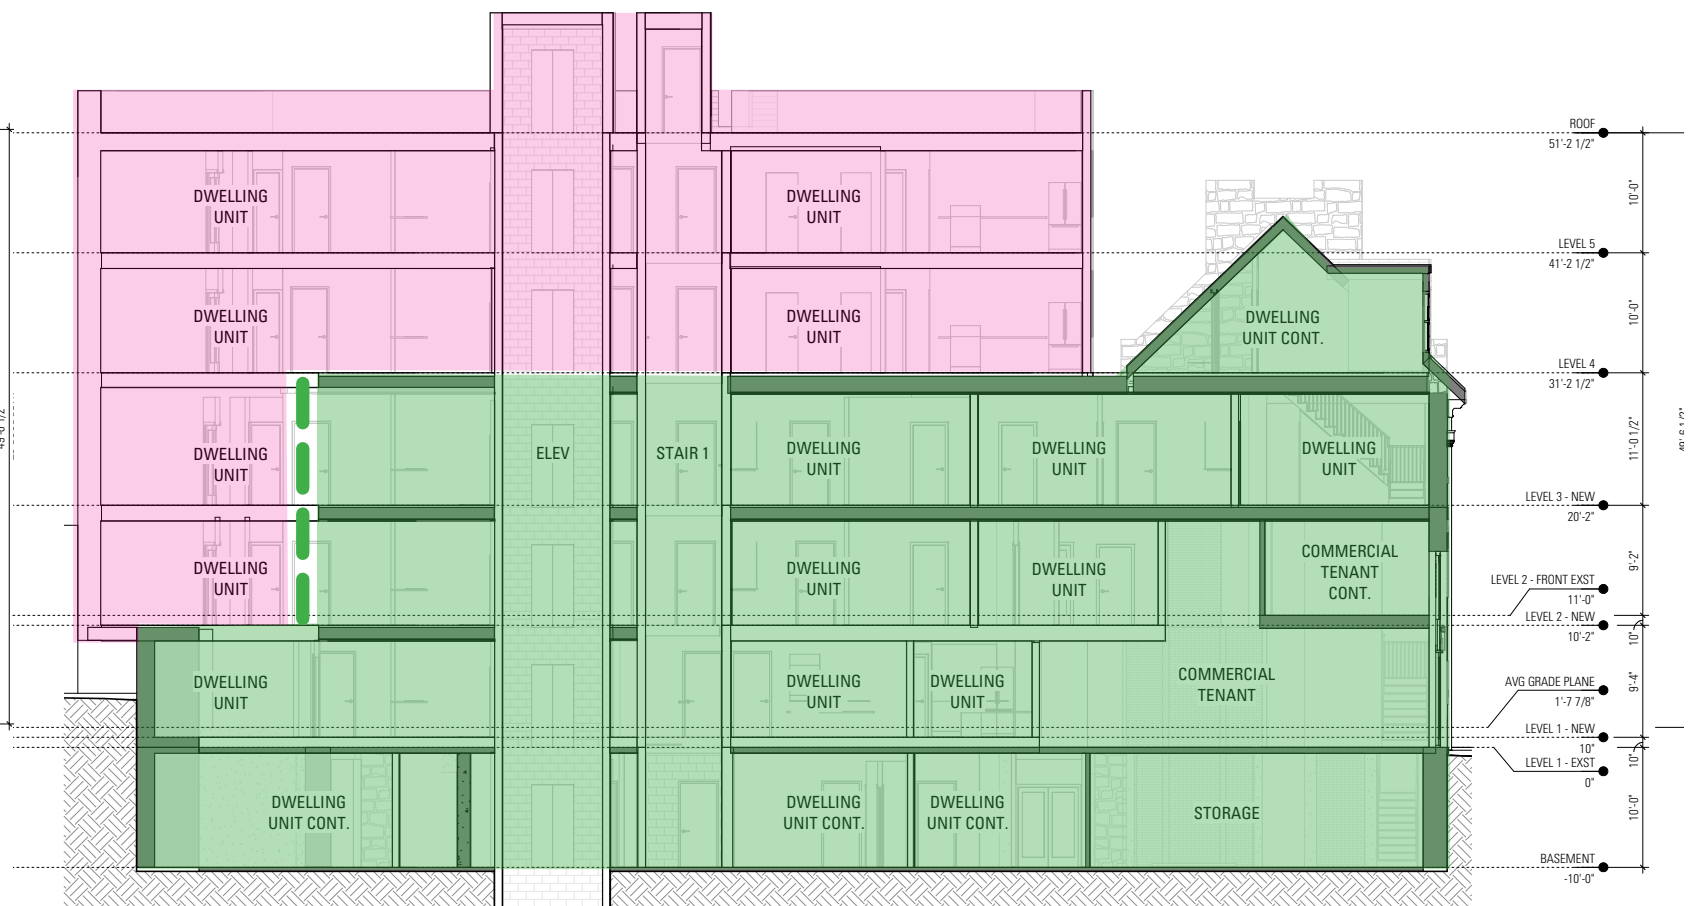 ROOF
51'-2 1/2"
10'-0"
DWELLING
UNIT
DWELLING
UNIT
LEVEL 5
41'-2 1/2"
10'-0"
DWELLING
UNIT
DWELLING
UNIT
DWELLING
UNIT CONT.
LEVEL 4
31'-2 1/2"
11'-0 1/2"
DWELLING
UNIT
ELEV
STAIR 1
DWELLING
UNIT
DWELLING
UNIT
DWELLING
UNIT
LEVEL 3 - NEW
20'-2"
9'-2"
DWELLING
UNIT
DWELLING
UNIT
DWELLING
UNIT
COMMERCIAL
TENANT
CONT.
LEVEL 2 - FRONT EXST
11'-0"
LEVEL 2 - NEW
10'-2"
10"
DWELLING
UNIT
DWELLING
UNIT
DWELLING
UNIT
COMMERCIAL
TENANT
9'-4"
AVG GRADE PLANE
1'-7 7/8"
LEVEL 1 - NEW
10"
10"
LEVEL 1 - EXST
0"
DWELLING
UNIT CONT.
DWELLING
UNIT CONT.
DWELLING
UNIT CONT.
STORAGE
10'-0"
BASEMENT
-10'-0"